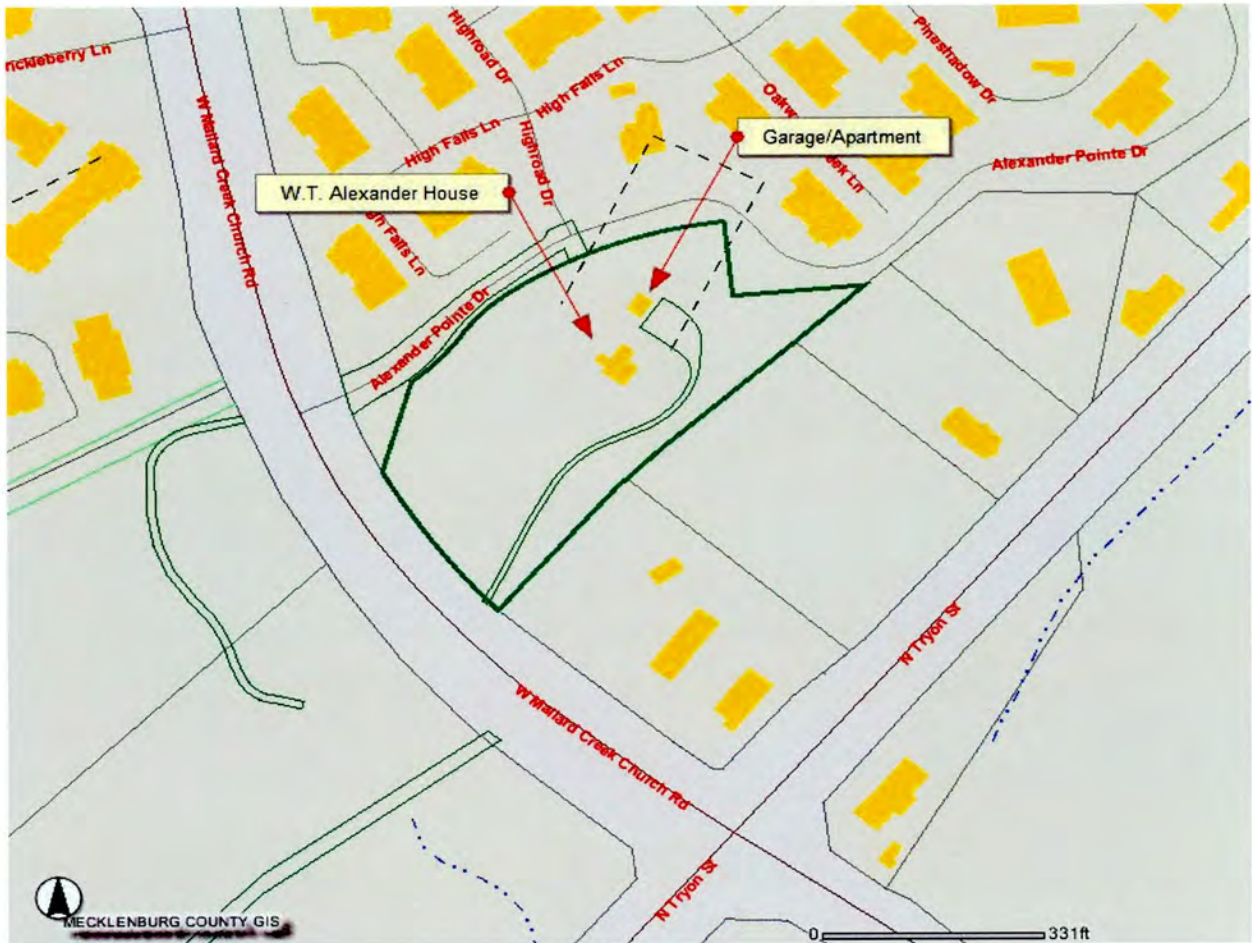 rickleberry Ln
W Mallard Creek Church Rd
Highroad Dr
High Falls Ln
High Falls Ln
Highroad Dr
Pineshadow Dr
Garage/Apartment
Alexander Pointe Dr
W.T. Alexander House
Alexander Pointe Dr
N Tryon St
W Mallard Creek Church Rd
N Tryon St
MECKLENBURG COUNTY GIS
0 331ft